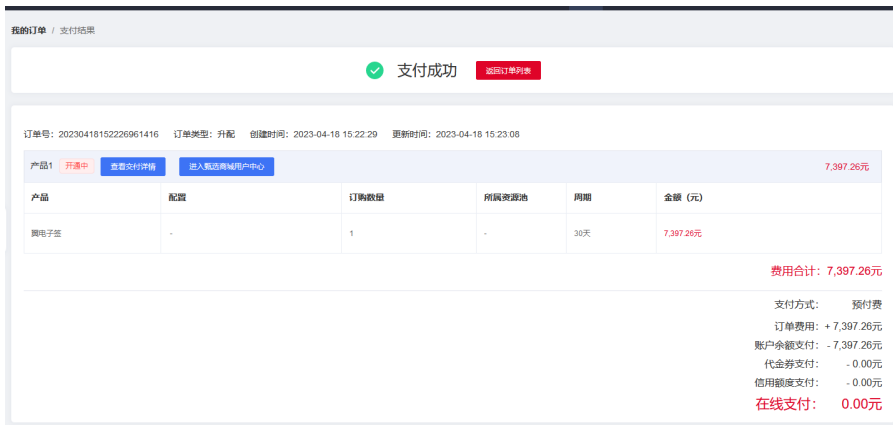 我的订单 / 支付结果
支付成功 返回订单列表
订单号：20230418152226961416 订单类型：升配 创建时间：2023-04-18 15:22:29 更新时间：2023-04-18 15:23:08
产品1 开通中 查看交付详情 进入甄选商城用户中心 7,397.26元
产品 配置 订购数量 所属资源池 周期 金额（元）
翼电子签 - 1 - 30天 7,397.26元
费用合计：7,397.26元
支付方式： 预付费
订单费用：+ 7,397.26元
账户余额支付：- 7,397.26元
代金券支付： - 0.00元
信用额度支付： - 0.00元
在线支付： 0.00元